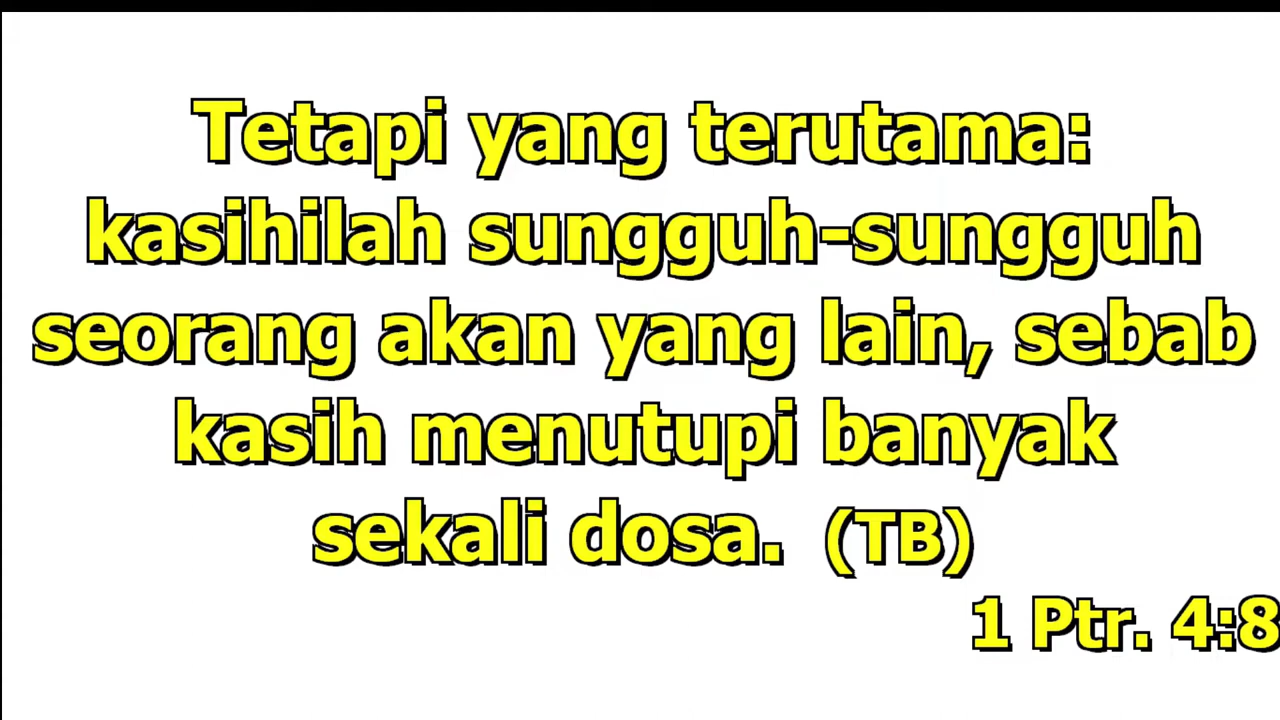 Tetapi yang terutama:
kasihilah sungguh-sungguh
seorang akan yang lain, sebab
kasih menutupi banyak
sekali dosa. (TB)
1 Ptr. 4:8